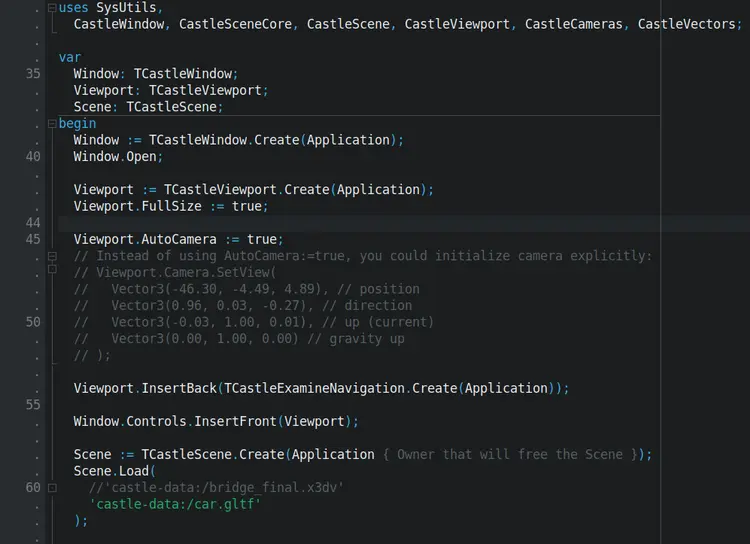 uses SysUtils,
  CastleWindow, CastleSceneCore, CastleScene, CastleViewport, CastleCameras, CastleVectors;
.
var
35   Window: TCastleWindow;
  Viewport: TCastleViewport;
  Scene: TCastleScene;
begin
  Window := TCastleWindow.Create(Application);
40   Window.Open;
.
  Viewport := TCastleViewport.Create(Application);
  Viewport.FullSize := true;
44
45   Viewport.AutoCamera := true;
  // Instead of using AutoCamera:=true, you could initialize camera explicitly:
  // Viewport.Camera.SetView(
  //   Vector3(-46.30, -4.49, 4.89), // position
  //   Vector3(0.96, 0.03, -0.27), // direction
50   //   Vector3(-0.03, 1.00, 0.01), // up (current)
  //   Vector3(0.00, 1.00, 0.00) // gravity up
  // );
.
  Viewport.InsertBack(TCastleExamineNavigation.Create(Application));
55
  Window.Controls.InsertFront(Viewport);
.
  Scene := TCastleScene.Create(Application { Owner that will free the Scene });
  Scene.Load(
60     //'castle-data:/bridge_final.x3dv'
    'castle-data:/car.gltf'
  );